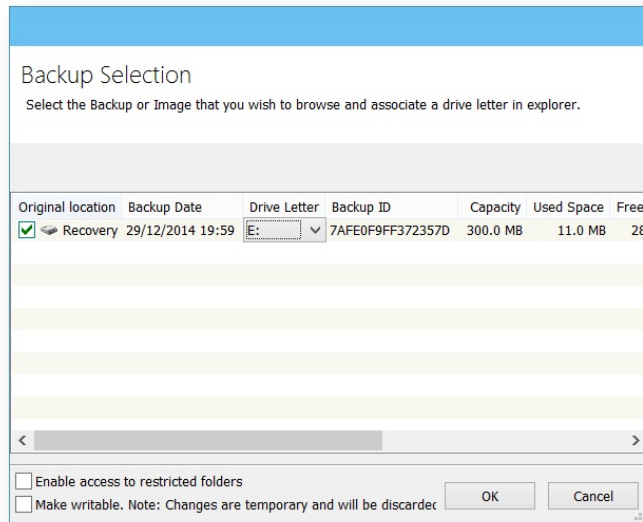 Backup Selection
Select the Backup or Image that you wish to browse and associate a drive letter in explorer.
Original location Backup Date Drive Letter Backup ID Capacity Used Space Free
Recovery 29/12/2014 19:59 E: 7AFE0F9FF372357D 300.0 MB 11.0 MB 28
Enable access to restricted folders
Make writable. Note: Changes are temporary and will be discarded
OK Cancel